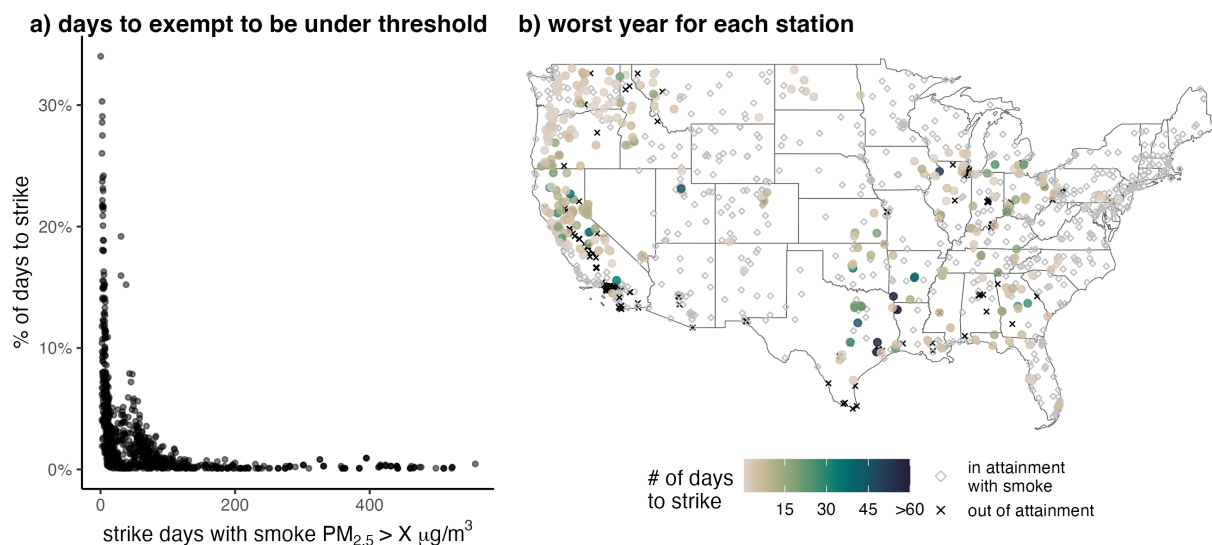 a) days to exempt to be under threshold
b) worst year for each station
% of days to strike
30%
20%
10%
0%
0
200
400
strike days with smoke PM2.5 > X μg/m3
# of days
to strike
15
30
45
>60
in attainment
with smoke
out of attainment